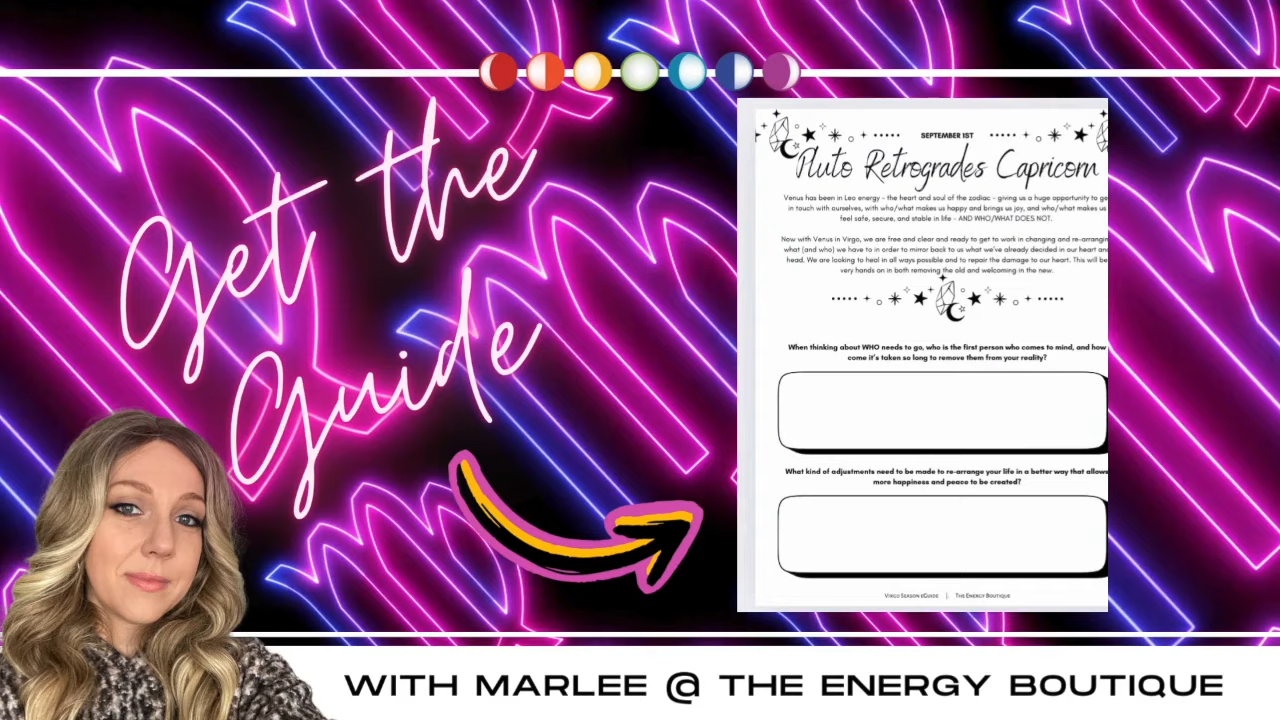 Get the
Guide
SEPTEMBER 1ST
Pluto Retrogrades Capricorn
Venus has been in Leo energy - the heart and soul of the zodiac - giving us a huge opportunity to ge
in touch with ourselves, with who/what makes us happy and brings us joy, and who/what makes us
feel safe, secure, and stable in life - AND WHO/WHAT DOES NOT.
Now with Venus in Virgo, we are free and clear and ready to get to work in changing and re-arrangin
what (and who) we have to in order to mirror back to us what we've already decided in our heart an
head. We are looking to heal in all ways possible and to repair the damage to our heart. This will be
very hands on in both removing the old and welcoming in the new.
When thinking about WHO needs to go, who is the first person who comes to mind, and how
come it's taken so long to remove them from your reality?
What kind of adjustments need to be made to re-arrange your life in a better way that allows
more happiness and peace to be created?
VIRGO SEASON EGUIDE | THE ENERGY BOUTIQUE
WITH MARLEE @ THE ENERGY BOUTIQUE